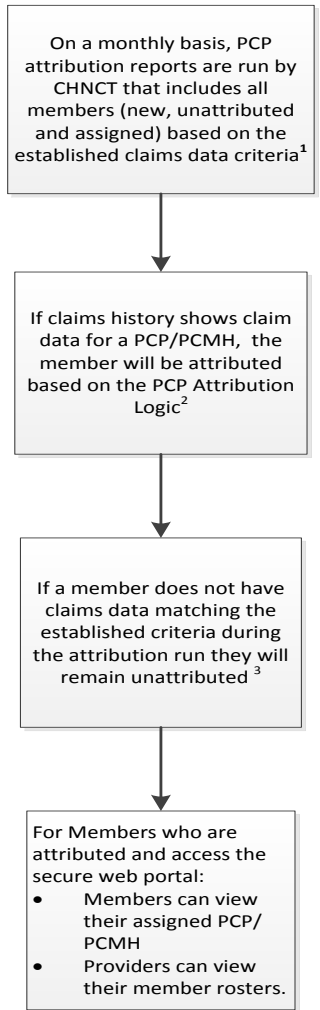 On a monthly basis, PCP
attribution reports are run by
CHNCT that includes all
members (new, unattributed
and assigned) based on the
established claims data criteria¹
If claims history shows claim
data for a PCP/PCMH, the
member will be attributed
based on the PCP Attribution
Logic²
If a member does not have
claims data matching the
established criteria during
the attribution run they will
remain unattributed ³
For Members who are
attributed and access the
secure web portal:
• Members can view
their assigned PCP/
PCMH
• Providers can view
their member rosters.